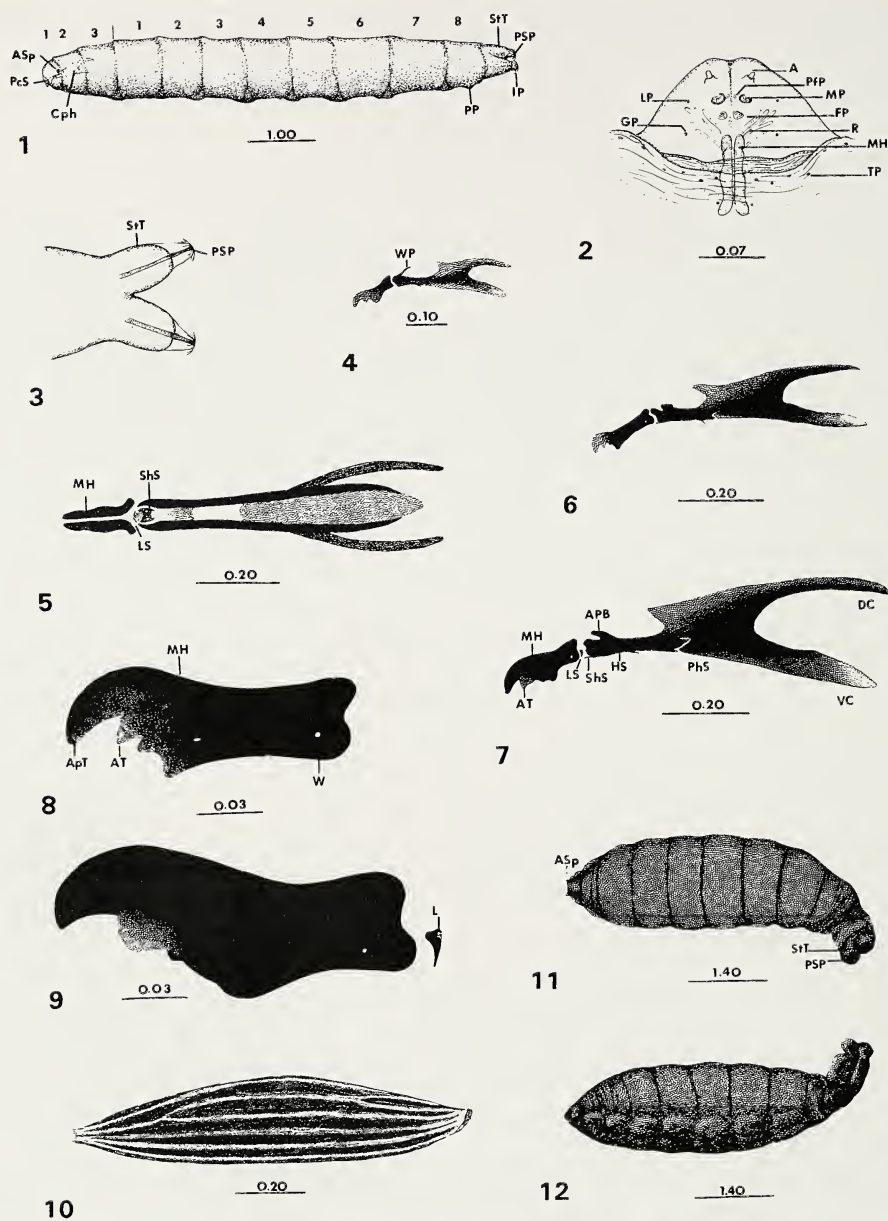 1 2 3 1 2 3 4 5 6 7 8
StT
PSP
ASp
PcS
Cph
PP
IP
1.00
1
A
PfP
LP
MP
FP
GP
R
MH
TP
0.07
2
StT
PSP
3
WP
0.10
4
MH
ShS
LS
0.20
5
0.20
6
APB
MH
DC
LS
ShS
HS
PhS
AT
VC
0.20
7
MH
ApT
AT
W
0.03
8
L
0.03
9
0.20
10
ASp
StT
PSP
1.40
11
1.40
12